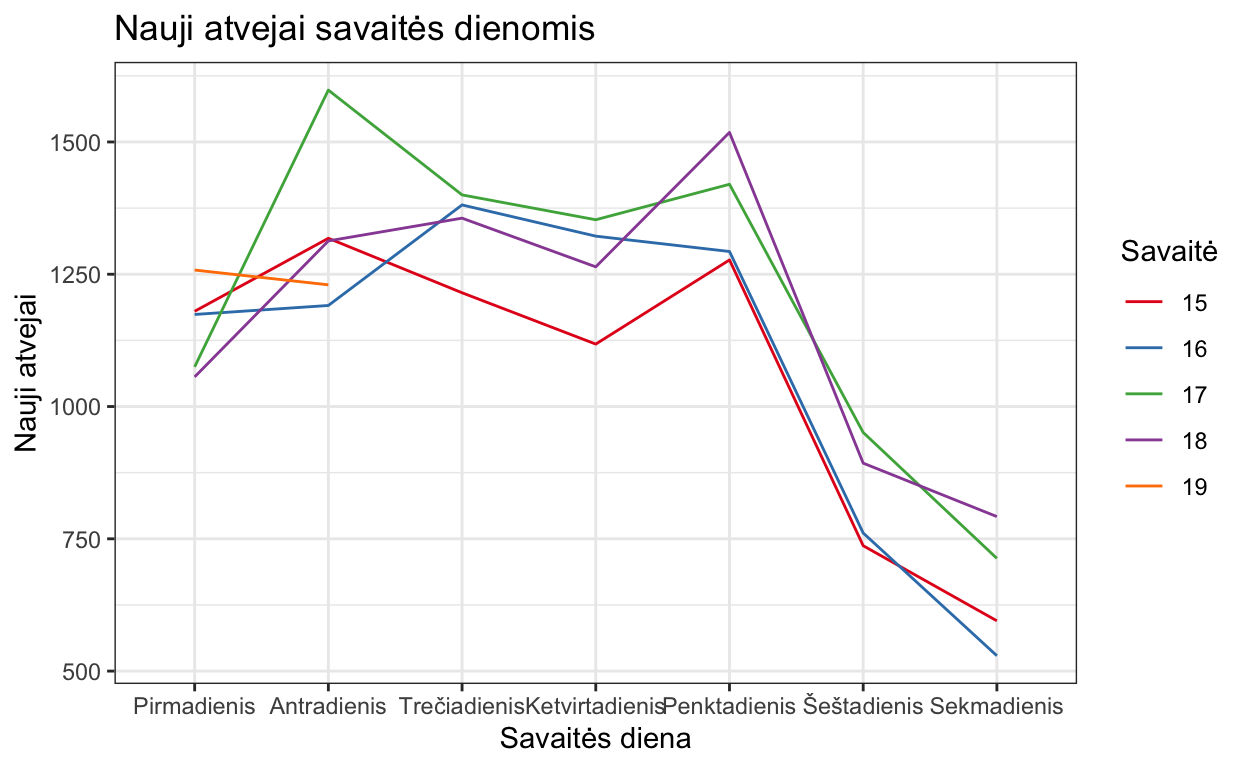 Nauji atvejai savaitės dienomis
Nauji atvejai
1500
1250
1000
750
500
Pirmadienis Antradienis Trečiadienis Ketvirtadienis Penktadienis Šeštadienis Sekmadienis
Savaitės diena
Savaitė
15
16
17
18
19